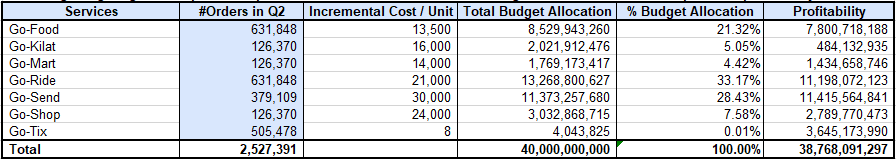 Services #Orders in Q2 Incremental Cost / Unit Total Budget Allocation % Budget Allocation Profitability
Go-Food 631,848 13,500 8,529,943,260 21.32% 7,800,718,188
Go-Kilat 126,370 16,000 2,021,912,476 5.05% 484,132,935
Go-Mart 126,370 14,000 1,769,173,417 4.42% 1,434,658,746
Go-Ride 631,848 21,000 13,268,800,627 33.17% 11,198,072,123
Go-Send 379,109 30,000 11,373,257,680 28.43% 11,415,564,841
Go-Shop 126,370 24,000 3,032,868,715 7.58% 2,789,770,473
Go-Tix 505,478 8 4,043,825 0.01% 3,645,173,990
Total 2,527,391 40,000,000,000 100.00% 38,768,091,297